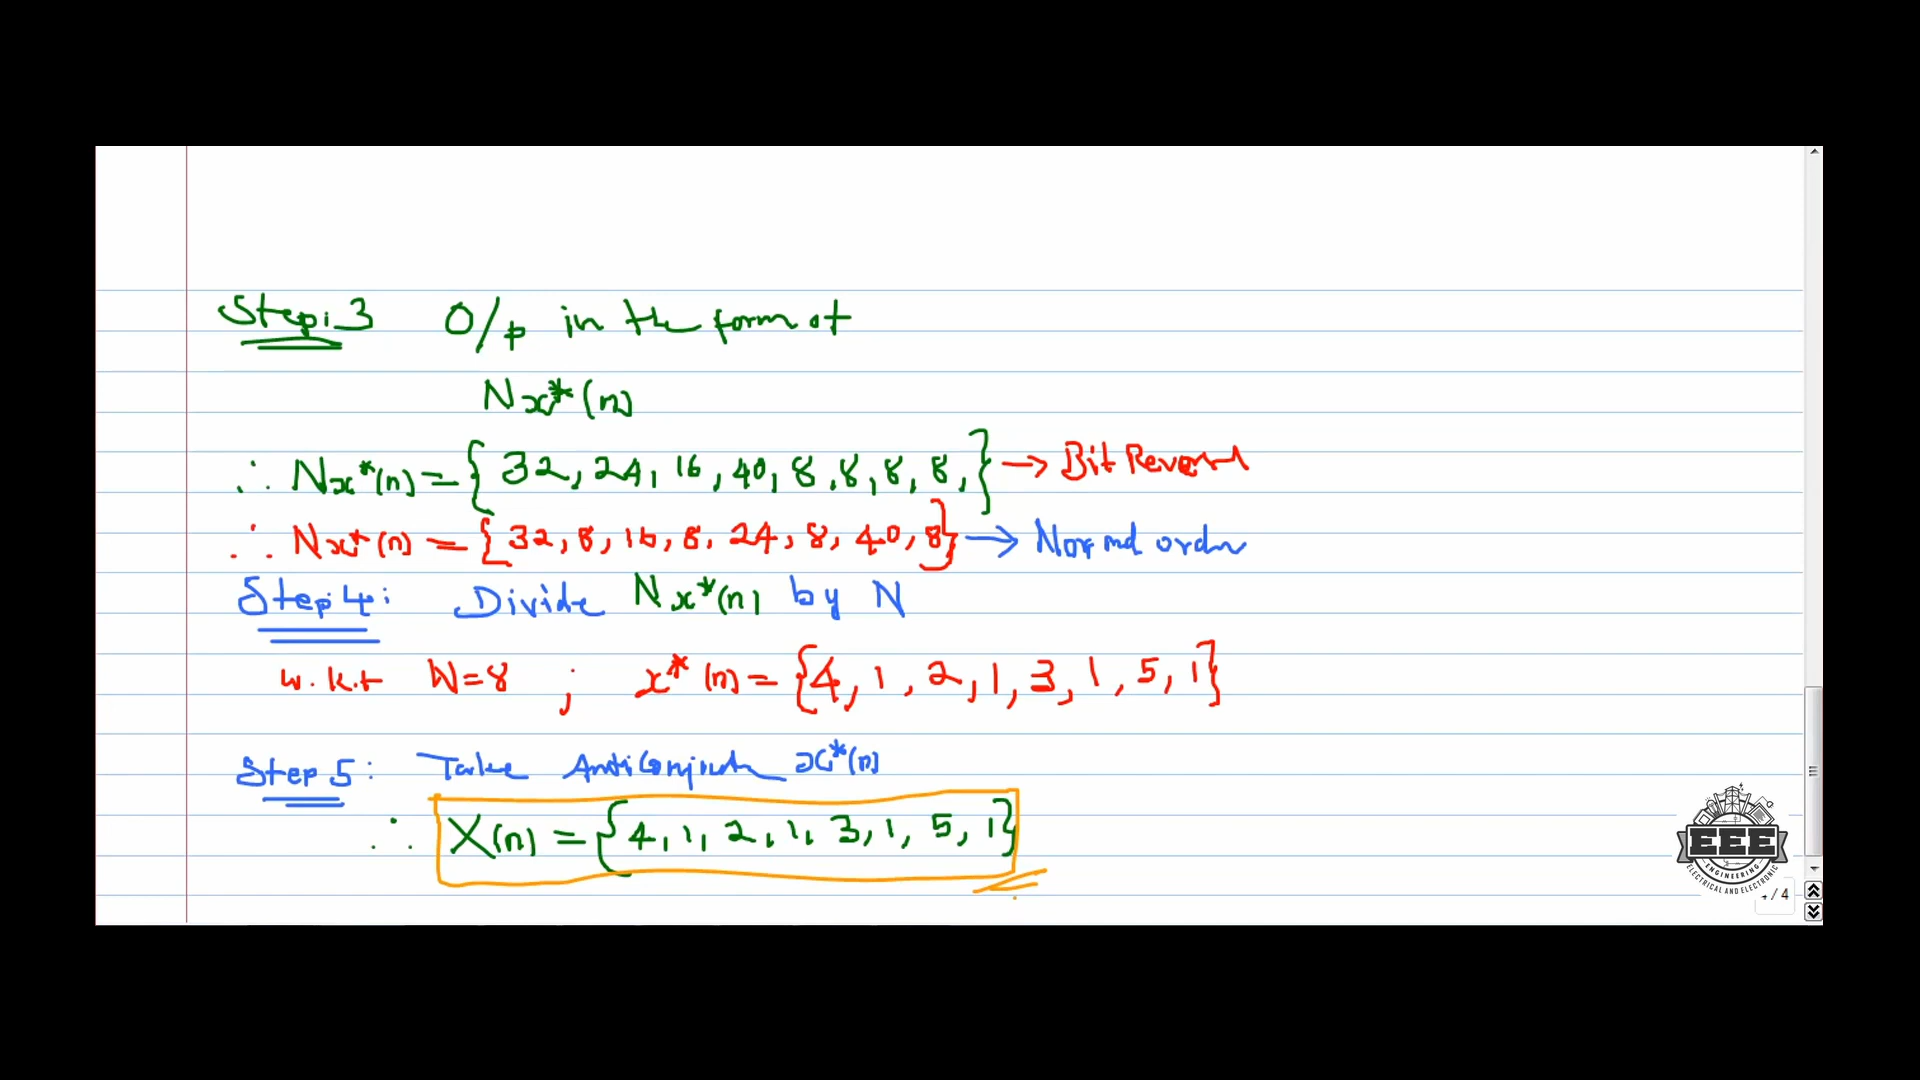 Step: 3 O/p in the form of
Nx*(n)
∴ Nx*(n) = { 32, 24, 16, 40, 8, 8, 8, 8, } → Bit Reversal
∴ Nx*(n) = { 32, 8, 16, 8, 24, 8, 40, 8 } → Normal order
Step: 4: Divide Nx*(n) by N
w.k.t N=8 ; x*(n) = { 4, 1, 2, 1, 3, 1, 5, 1 }
Step 5: Take x*(n)
∴ X(n) = { 4, 1, 2, 1, 3, 1, 5, 1 }
EEE
ENGINEERING
ELECTRICAL AND ELECTRONIC
/ 4